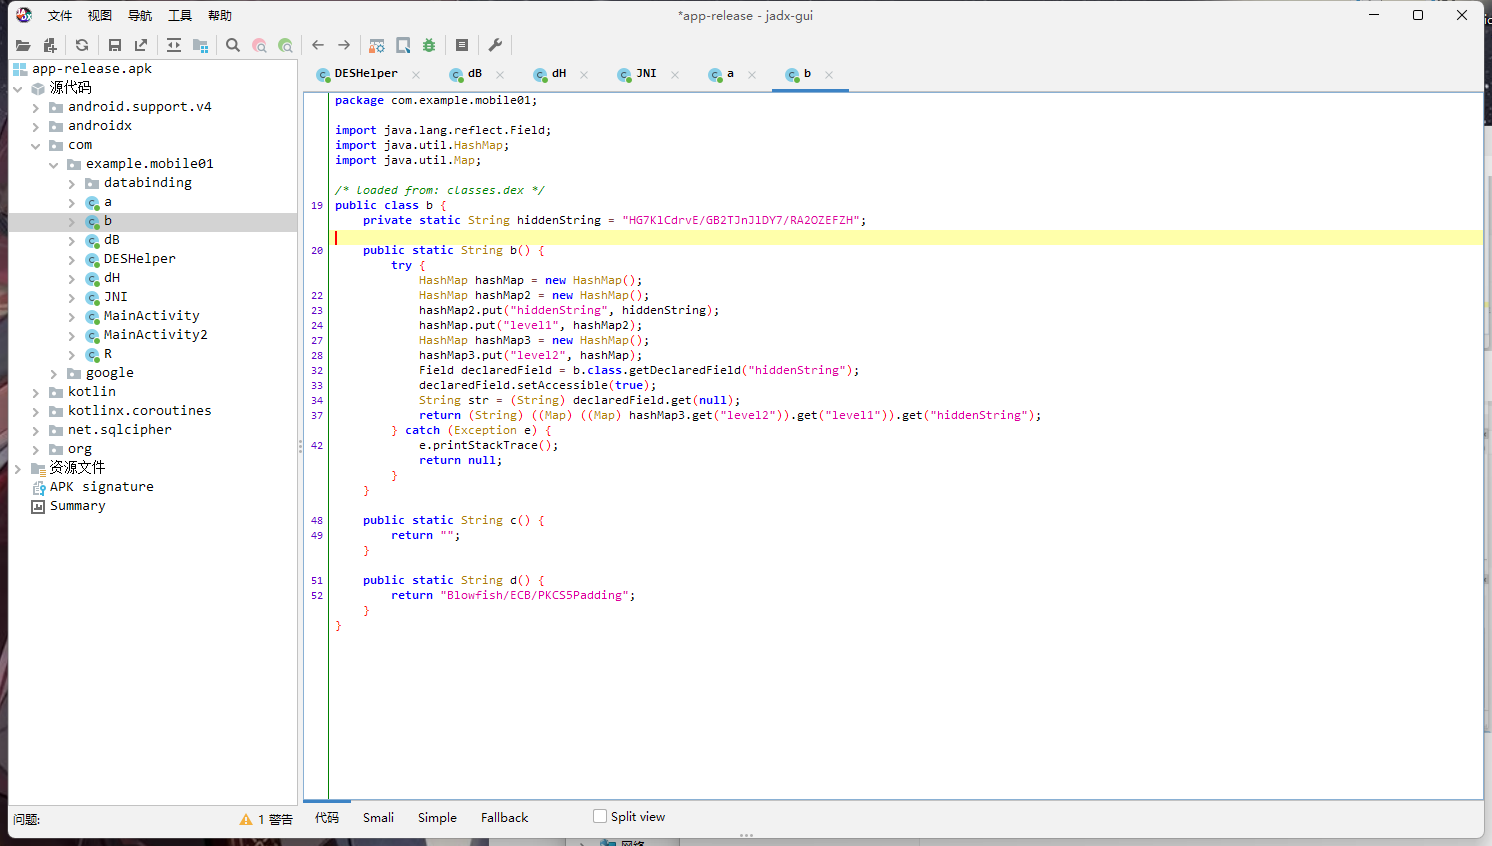 *app-release - jadx-gui
文件 视图 导航 工具 帮助
app-release.apk
源代码
android.support.v4
androidx
com
example.mobile01
databinding
a
b
dB
DESHelper
dH
JNI
MainActivity
MainActivity2
R
google
kotlin
kotlinx.coroutines
net.sqlcipher
org
资源文件
APK signature
Summary
问题:
1 警告
DESHelper dB dH JNI a b
package com.example.mobile01;
import java.lang.reflect.Field;
import java.util.HashMap;
import java.util.Map;
/* loaded from: classes.dex */
19 public class b {
private static String hiddenString = "HG7KlCdrvE/GB2TJnJlDY7/RA2OZEFZH";
20 public static String b() {
try {
HashMap hashMap = new HashMap();
22 HashMap hashMap2 = new HashMap();
23 hashMap2.put("hiddenString", hiddenString);
24 hashMap.put("level1", hashMap2);
27 HashMap hashMap3 = new HashMap();
28 hashMap3.put("level2", hashMap);
32 Field declaredField = b.class.getDeclaredField("hiddenString");
33 declaredField.setAccessible(true);
34 String str = (String) declaredField.get(null);
37 return (String) ((Map) ((Map) hashMap3.get("level2")).get("level1")).get("hiddenString");
} catch (Exception e) {
42 e.printStackTrace();
return null;
}
}
48 public static String c() {
49 return "";
}
51 public static String d() {
52 return "Blowfish/ECB/PKCS5Padding";
}
}
代码 Smali Simple Fallback Split view
网络